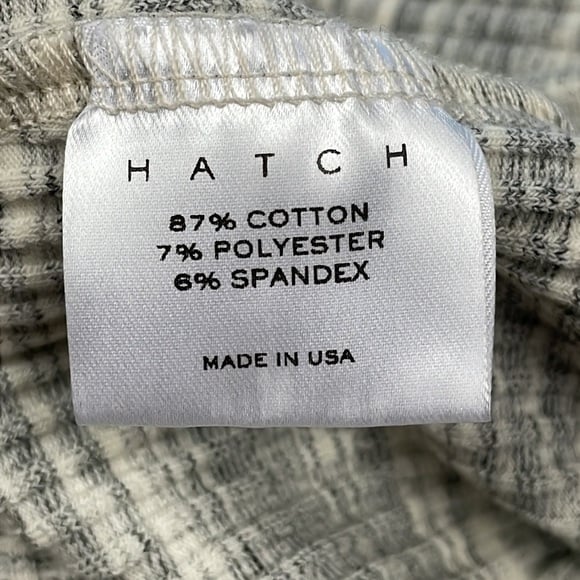 HATCH
87% COTTON
7% POLYESTER
6% SPANDEX
MADE IN USA